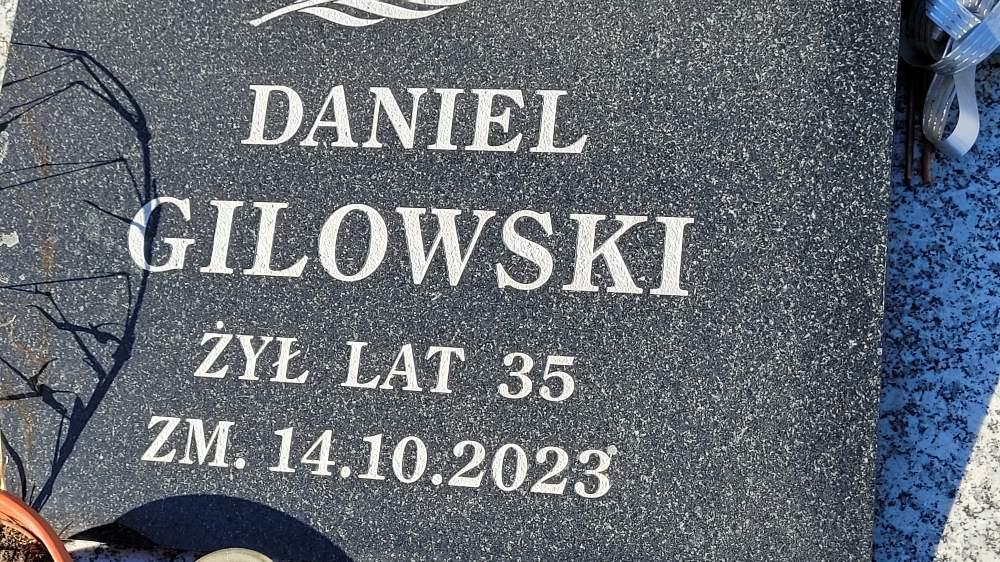 DANIEL
GILOWSKI
ŻYŁ LAT 35
ZM. 14.10.2023